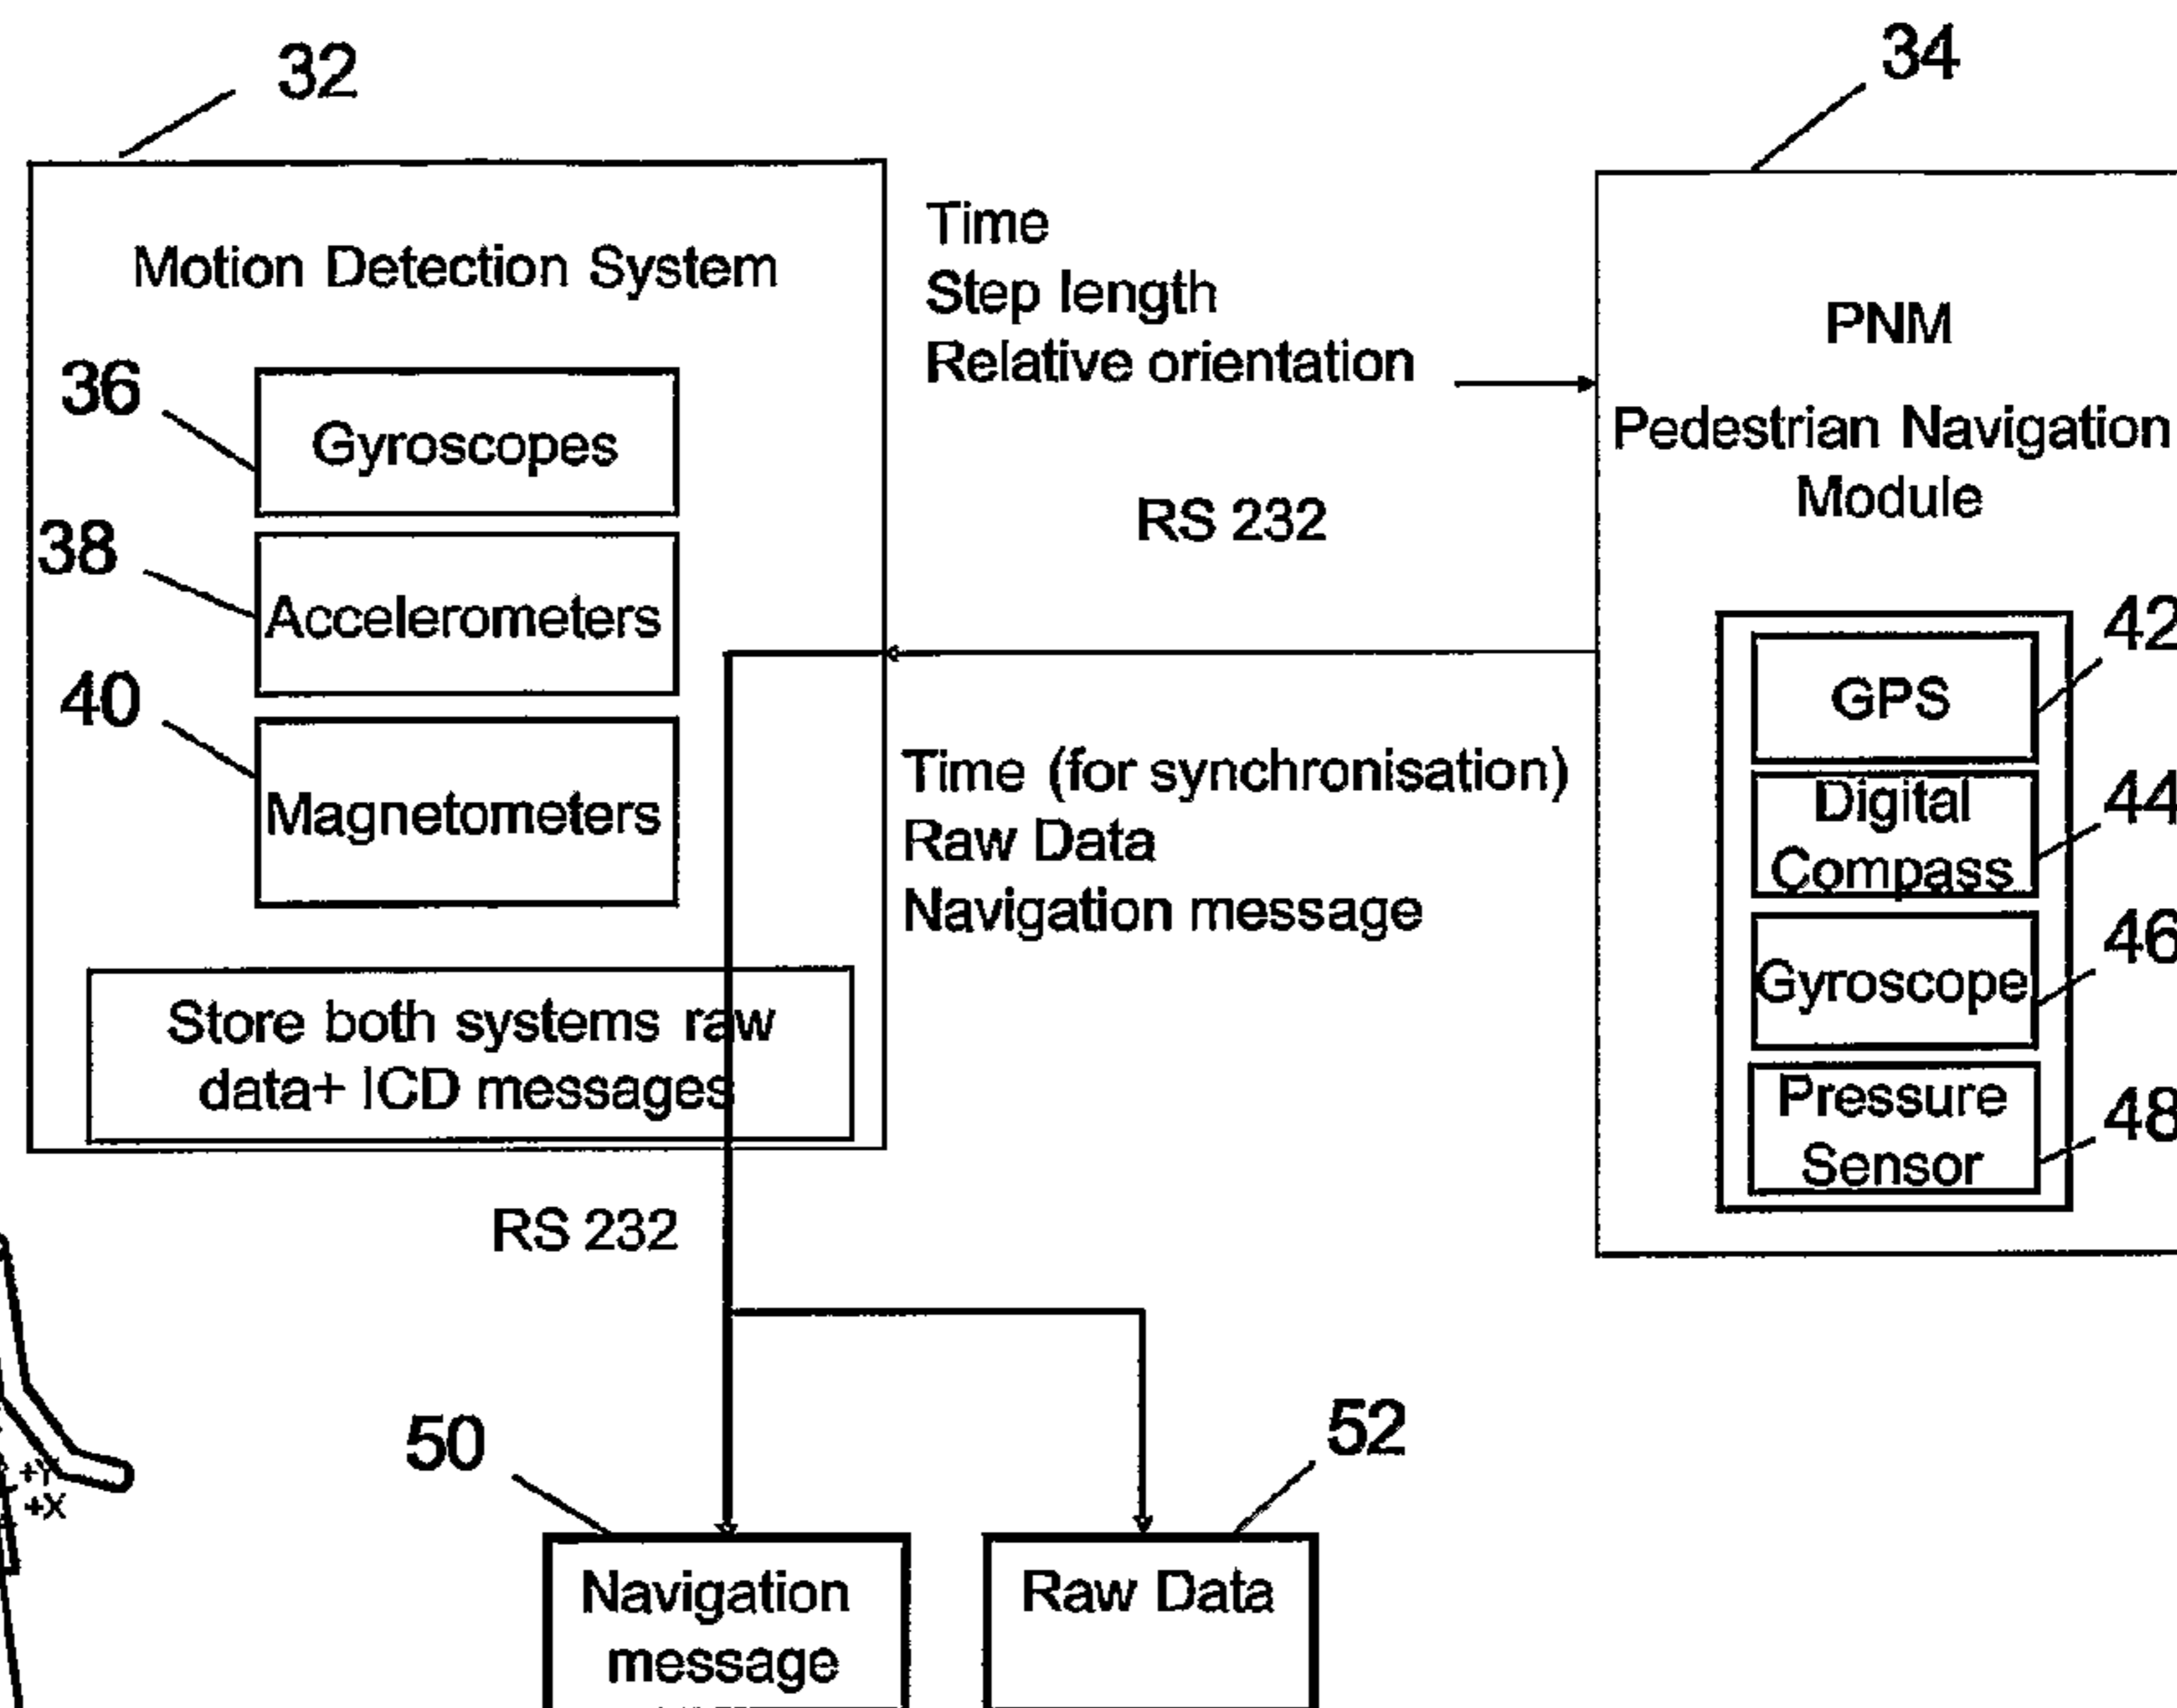 32
34
Motion Detection System
Time
Step length
Relative orientation
PNM
Pedestrian Navigation
Module
36
Gyroscopes
RS 232
38
Accelerometers
40
Magnetometers
42
GPS
44
Digital
Compass
46
Gyroscope
48
Pressure
Sensor
Time (for synchronisation)
Raw Data
Navigation message
Store both systems raw
data+ ICD messages
RS 232
50
52
+Y
+X
Navigation
message
Raw Data